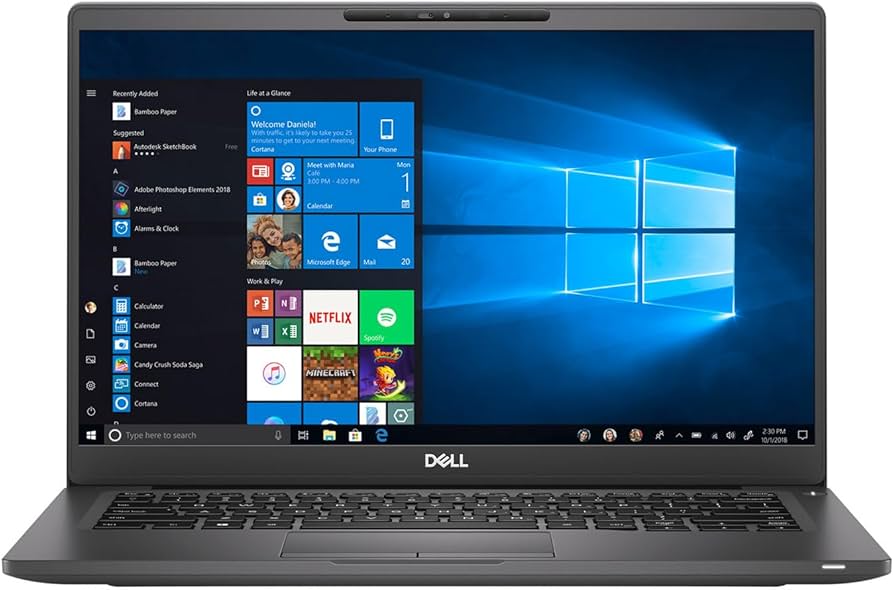 Recently Added
Bamboo Paper
Suggested
Autodesk SketchBook
Free
A
Adobe Photoshop Elements 2018
Afterlight
Alarms & Clock
B
Bamboo Paper
New
C
Calculator
Calendar
Camera
Candy Crush Soda Saga
Connect
Cortana
Life at a Glance
Welcome Daniela!
With traffic, it's likely to take you 25
minutes to get to your next meeting.
Cortana
Your Phone
Meet with Maria
Café
3:00 PM - 4:00 PM
Calendar
Mon
1
Photos
Microsoft Edge
Mail
20
Work & Play
P
N
W
X
NETFLIX
Spotify
MINECRAFT
Type here to search
2:30 PM
10/1/2018
DELL